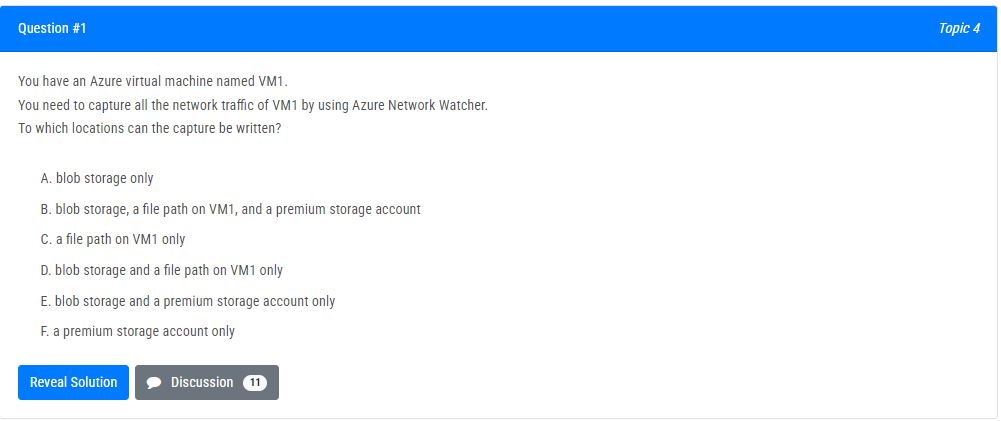 Question #1
Topic 4
You have an Azure virtual machine named VM1.
You need to capture all the network traffic of VM1 by using Azure Network Watcher.
To which locations can the capture be written?
A. blob storage only
B. blob storage, a file path on VM1, and a premium storage account
C. a file path on VM1 only
D. blob storage and a file path on VM1 only
E. blob storage and a premium storage account only
F. a premium storage account only
Reveal Solution
Discussion 11